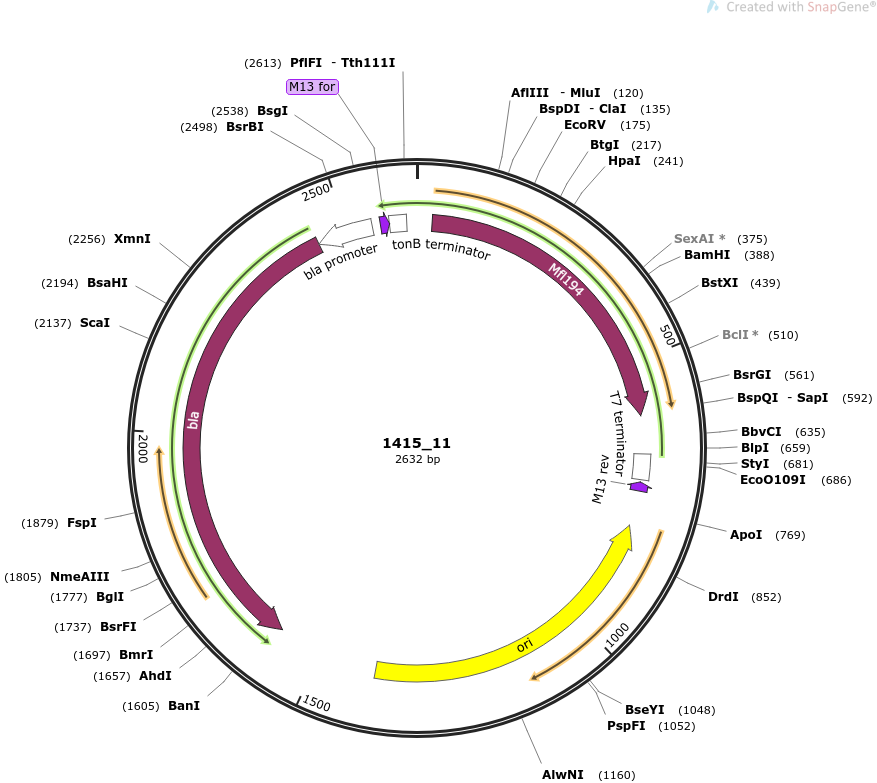 Created with SnapGene®
(2613) PflFI - Tth111I
M13 for
(2538) BsgI
(2498) BsrBI
AflIII - MluI (120)
BspDI - ClaI (135)
EcoRV (175)
BtgI (217)
HpaI (241)
2500
bla promoter
tonB terminator
(2256) XmnI
(2194) BsaHI
(2137) ScaI
SexAI * (375)
BamHI (388)
BstXI (439)
Mfl194
500
BclI * (510)
BsrGI (561)
BspQI - SapI (592)
BbvCI (635)
BlpI (659)
StyI (681)
EcoO109I (686)
T7 terminator
M13 rev
bla
2000
1415_11
2632 bp
(1879) FspI
(1805) NmeAIII
(1777) BglI
(1737) BsrFI
(1697) BmrI
(1657) AhdI
(1605) BanI
ApoI (769)
DrdI (852)
1000
ori
1500
BseYI (1048)
PspFI (1052)
AlwNI (1160)